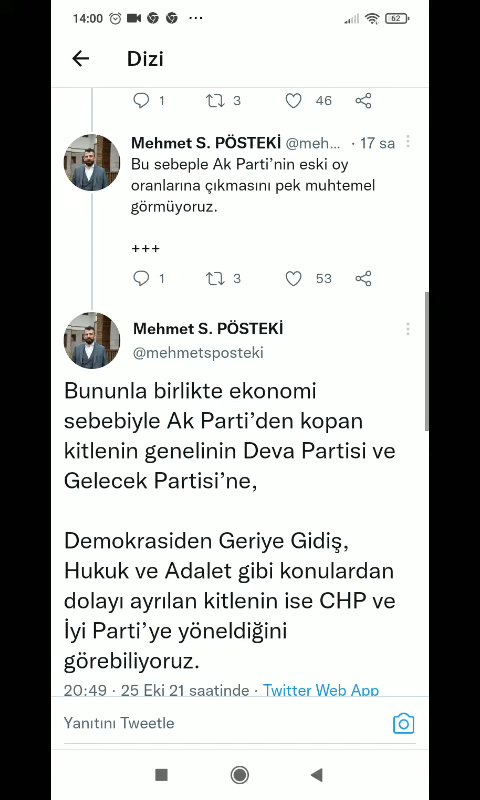 14:00 ... 62
Dizi
1 3 46
Mehmet S. PÖSTEKİ @meh... · 17 sa
Bu sebeple Ak Parti'nin eski oy
oranlarına çıkmasını pek muhtemel
görmüyoruz.
+++
1 3 53
Mehmet S. PÖSTEKİ
@mehmetsposteki
Bununla birlikte ekonomi
sebebiyle Ak Parti'den kopan
kitlenin genelinin Deva Partisi ve
Gelecek Partisi'ne,
Demokrasiden Geriye Gidiş,
Hukuk ve Adalet gibi konulardan
dolayı ayrılan kitlenin ise CHP ve
İyi Parti'ye yöneldiğini
görebiliyoruz.
20:49 · 25 Eki 21 saatinde · Twitter Web App
Yanıtını Tweetle